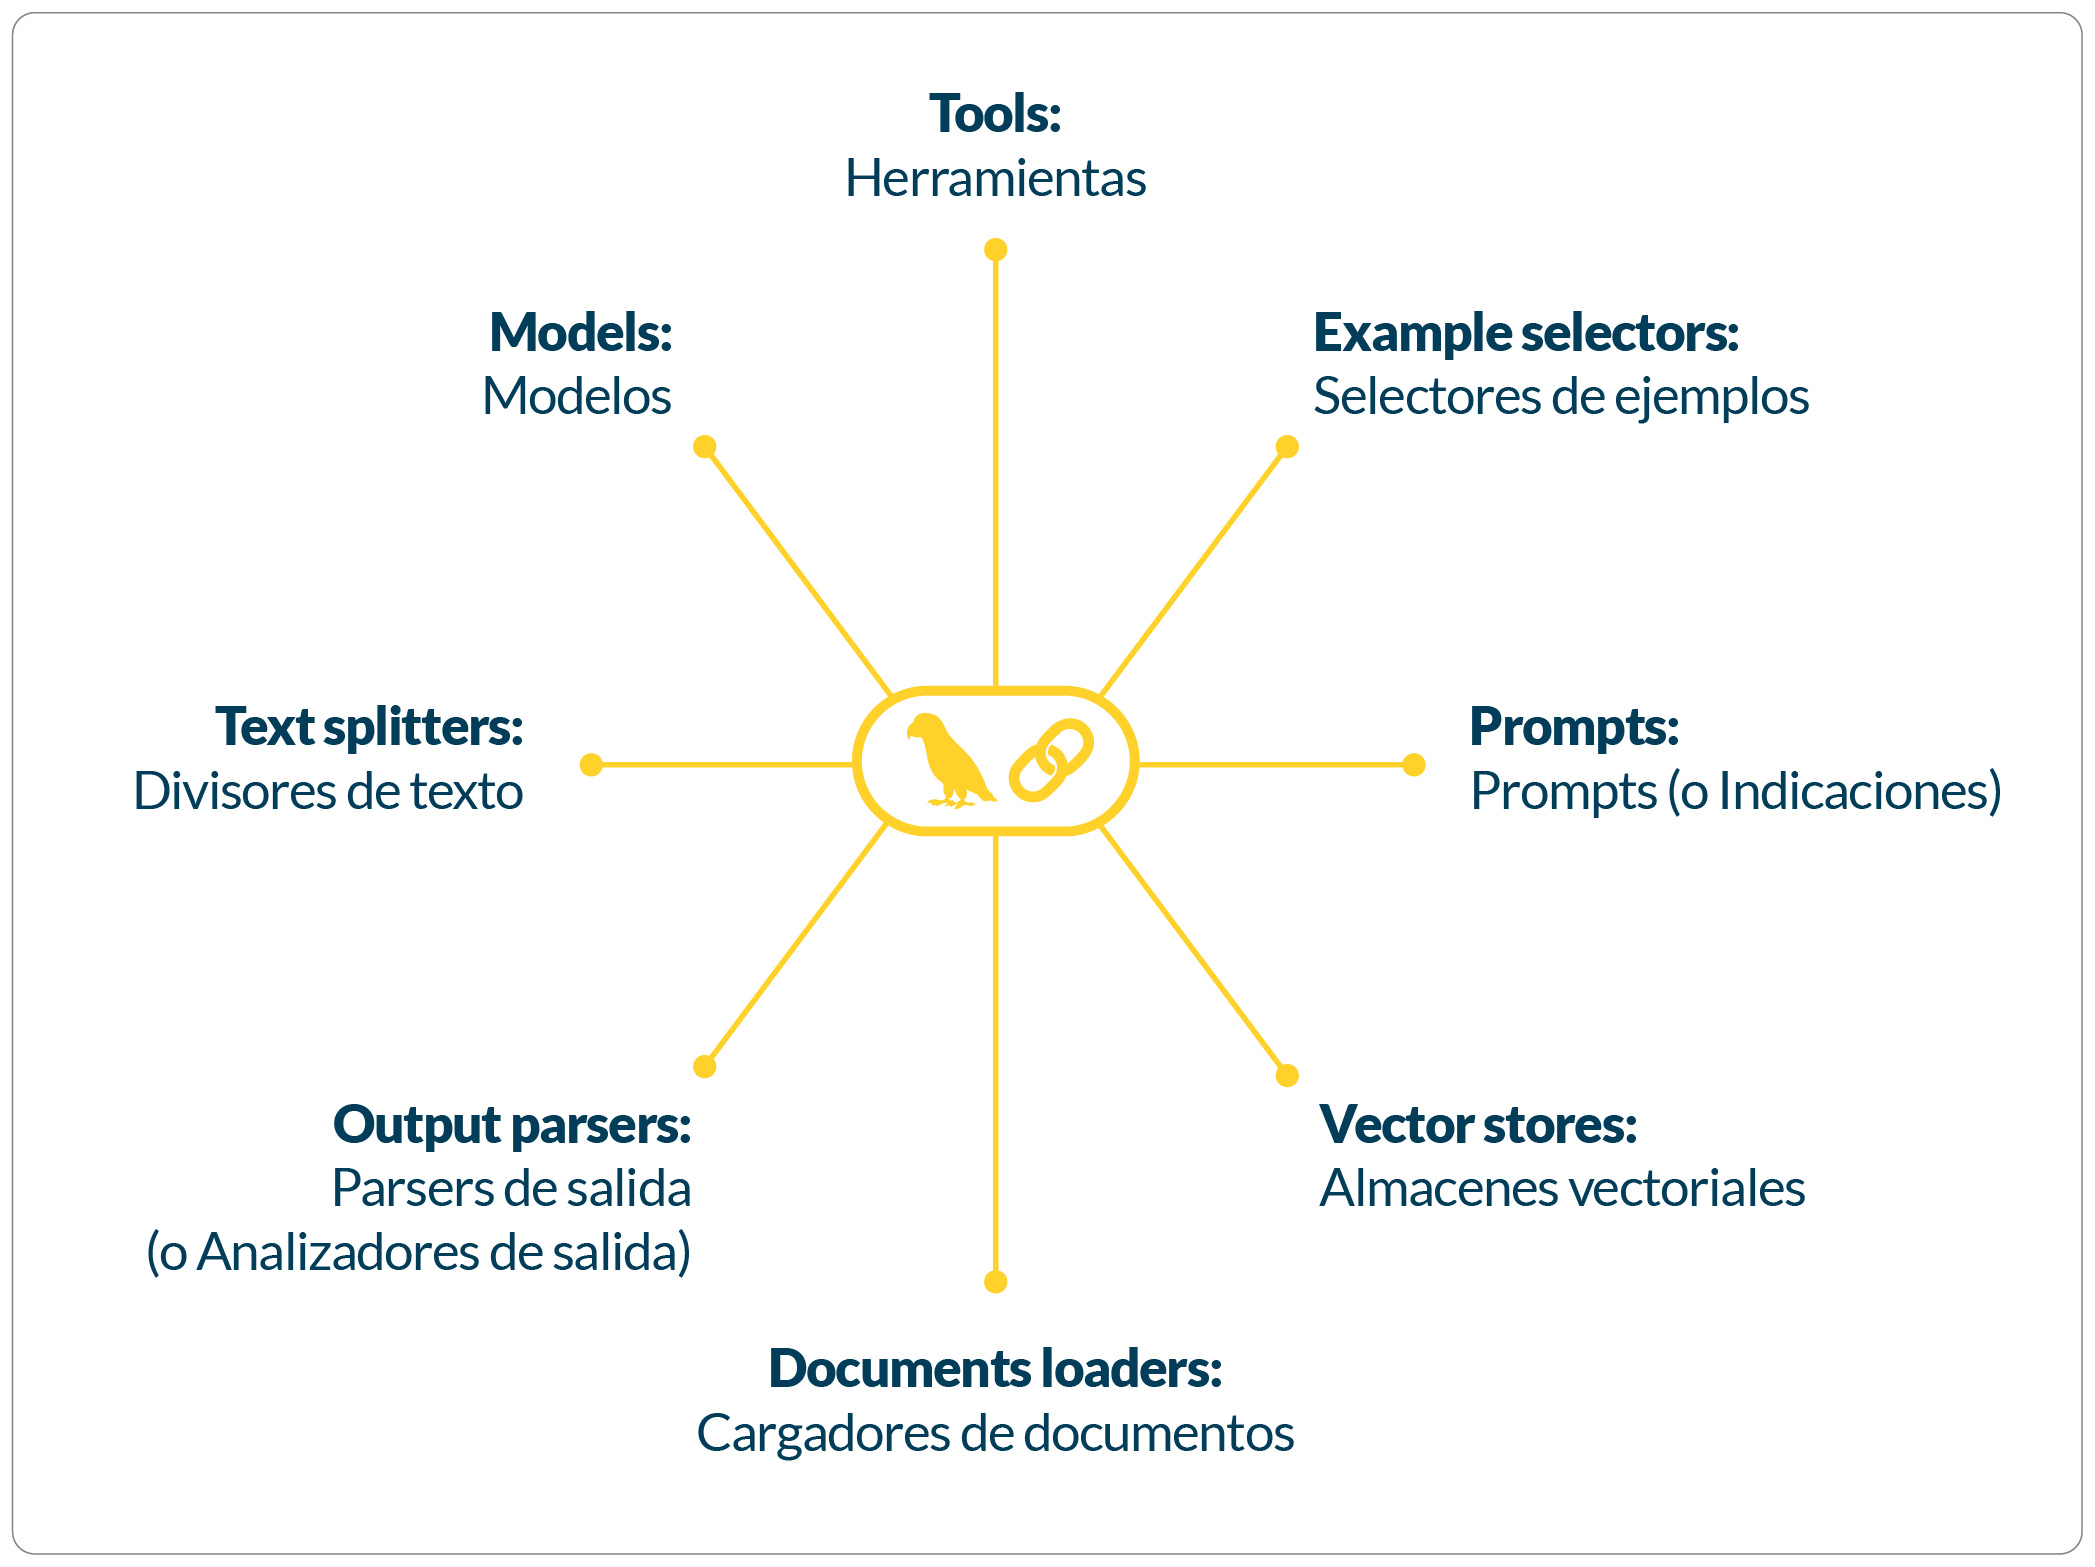 Tools:
Herramientas
Models:
Modelos
Example selectors:
Selectores de ejemplos
Text splitters:
Divisores de texto
Prompts:
Prompts (o Indicaciones)
Output parsers:
Parsers de salida
(o Analizadores de salida)
Vector stores:
Almacenes vectoriales
Documents loaders:
Cargadores de documentos